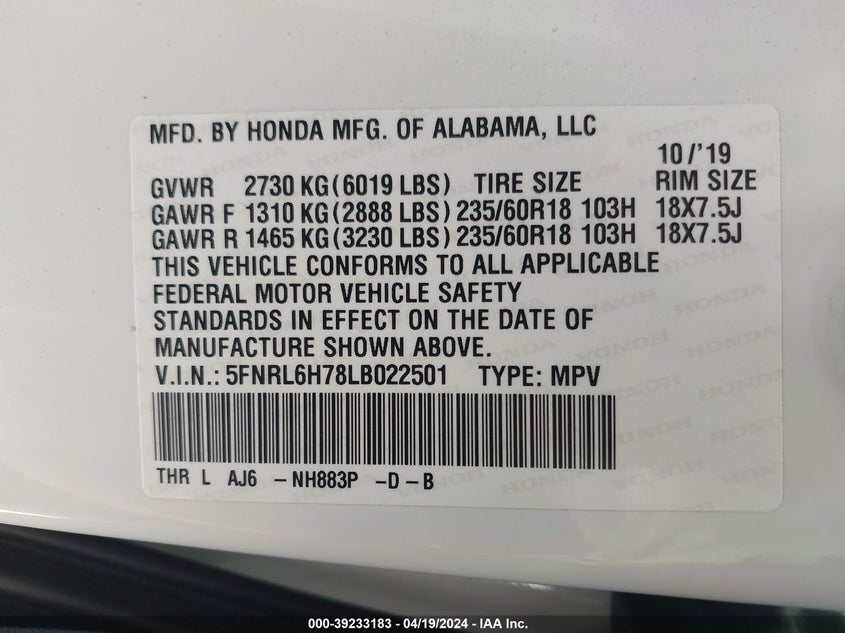 MFD. BY HONDA MFG. OF ALABAMA, LLC
10/'19
GVWR 2730 KG(6019 LBS) TIRE SIZE RIM SIZE
GAWR F 1310 KG(2888 LBS) 235/60R18 103H 18X7.5J
GAWR R 1465 KG(3230 LBS) 235/60R18 103H 18X7.5J
THIS VEHICLE CONFORMS TO ALL APPLICABLE
FEDERAL MOTOR VEHICLE SAFETY
STANDARDS IN EFFECT ON THE DATE OF
MANUFACTURE SHOWN ABOVE.
V.I.N.: 5FNRL6H78LB022501 TYPE: MPV
THR L AJ6 -NH883P -D-B
000-39233183 - 04/19/2024 - IAA Inc.